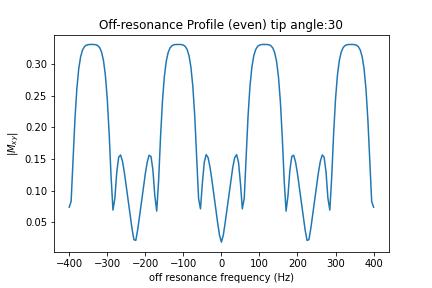 Off-resonance Profile (even) tip angle:30
0.30
0.25
0.20
0.15
0.10
0.05
|Mxy|
−400 −300 −200 −100 0 100 200 300 400
off resonance frequency (Hz)